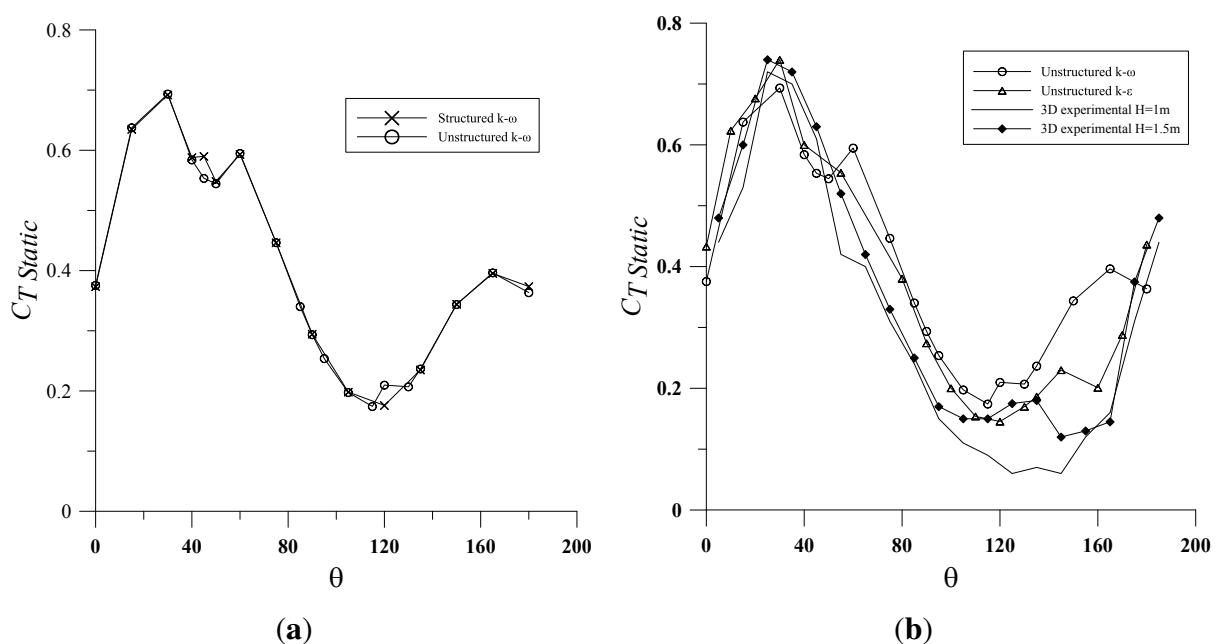 0.8
0.6
0.4
0.2
0
C_T Static
0 40 80 120 160 200
θ
Structured k-ω
Unstructured k-ω
(a)
0.8
0.6
0.4
0.2
0.0
C_T Static
0 40 80 120 160 200
θ
Unstructured k-ω
Unstructured k-ε
3D experimental H=1m
3D experimental H=1.5m
(b)